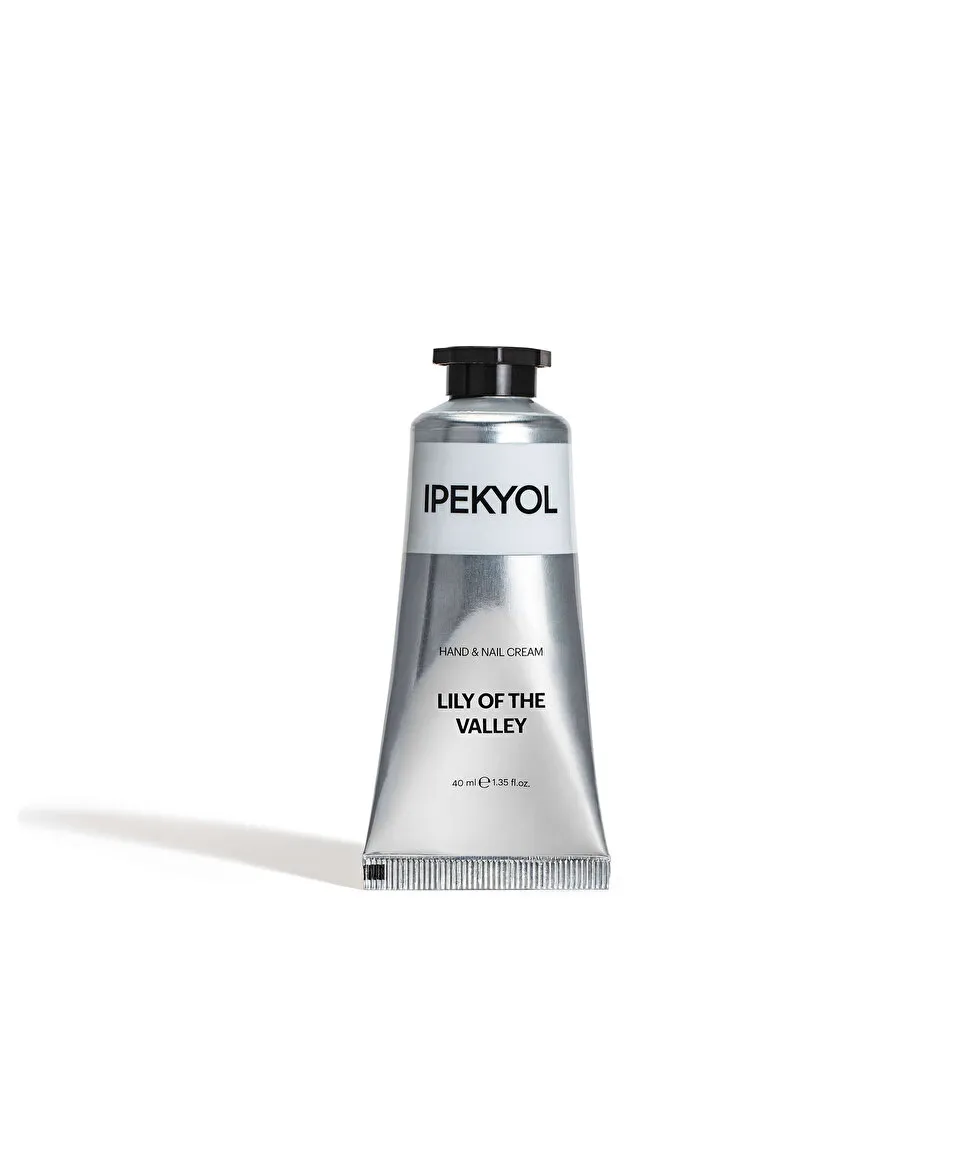 IPEKYOL
HAND & NAIL CREAM
LILY OF THE
VALLEY
40 ml ℮ 1.35 fl.oz.